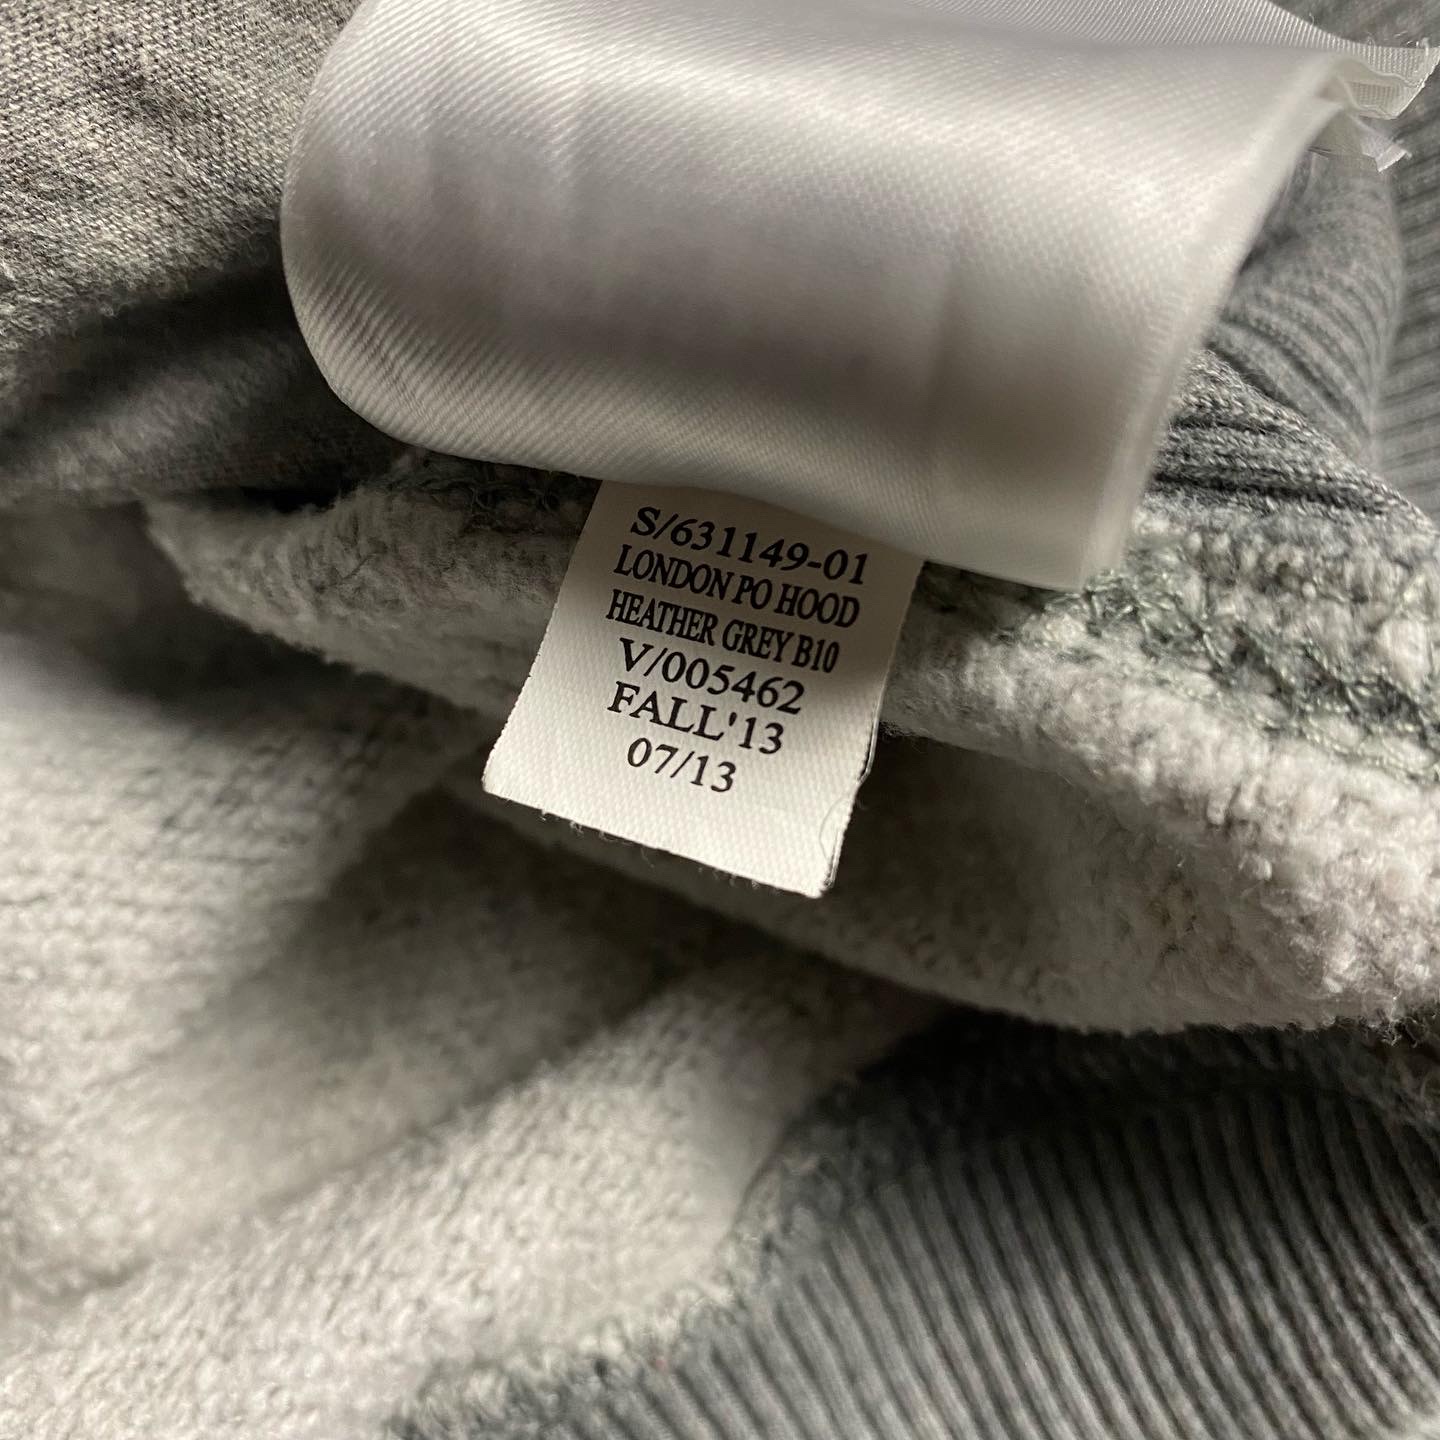 S/631149-01
LONDON PO HOOD
HEATHER GREY B10
V/005462
FALL'13
07/13